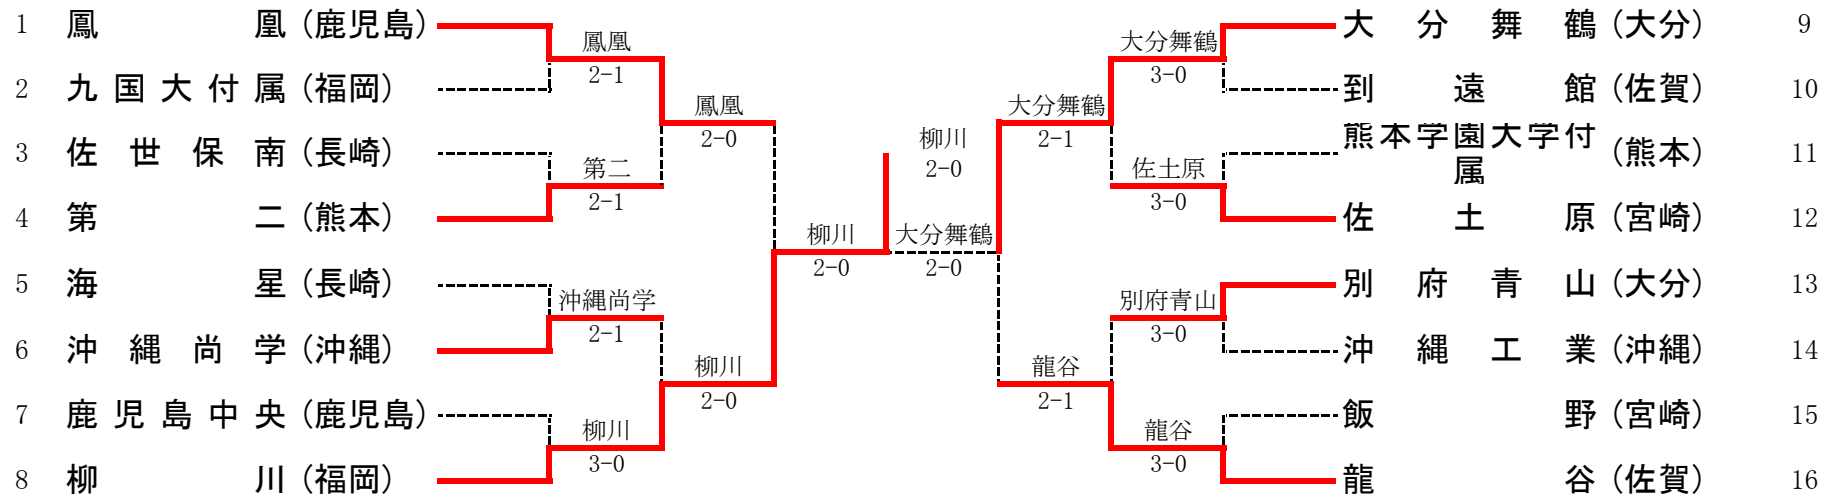 1 鳳凰 (鹿児島)
鳳凰
2-1
2 九国大付属 (福岡)
鳳凰
2-0
3 佐世保南 (長崎)
第二
2-1
4 第二 (熊本)
柳川
2-0
5 海星 (長崎)
沖縄尚学
2-1
6 沖縄尚学 (沖縄)
柳川
2-0
7 鹿児島中央 (鹿児島)
柳川
3-0
8 柳川 (福岡)
柳川
2-0
大分舞鶴
2-0
大分舞鶴 (大分) 9
大分舞鶴
3-0
到遠館 (佐賀) 10
大分舞鶴
2-1
熊本学園大学付
属 (熊本) 11
佐土原
3-0
佐土原 (宮崎) 12
別府青山 (大分) 13
別府青山
3-0
沖縄工業 (沖縄) 14
龍谷
2-1
飯野 (宮崎) 15
龍谷
3-0
龍谷 (佐賀) 16